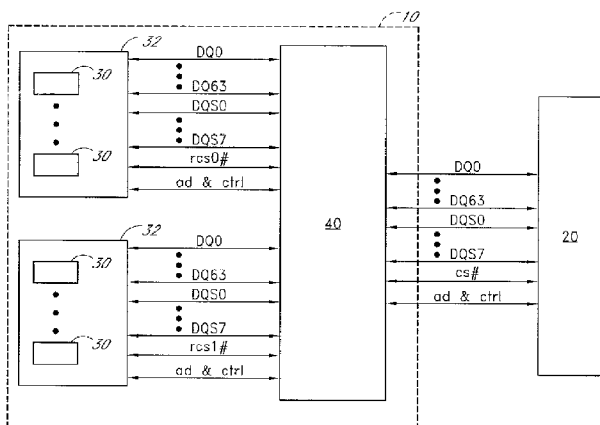 10
32
30
30
DQ0
DQ63
DQS0
DQS7
rcs0#
ad & ctrl
32
30
30
DQ0
DQ63
DQS0
DQS7
rcs1#
ad & ctrl
40
DQ0
DQ63
DQS0
DQS7
cs#
ad & ctrl
20